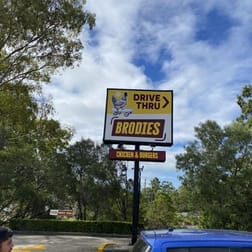 DRIVE
THRU
BRODIES
CHICKEN & BURGERS